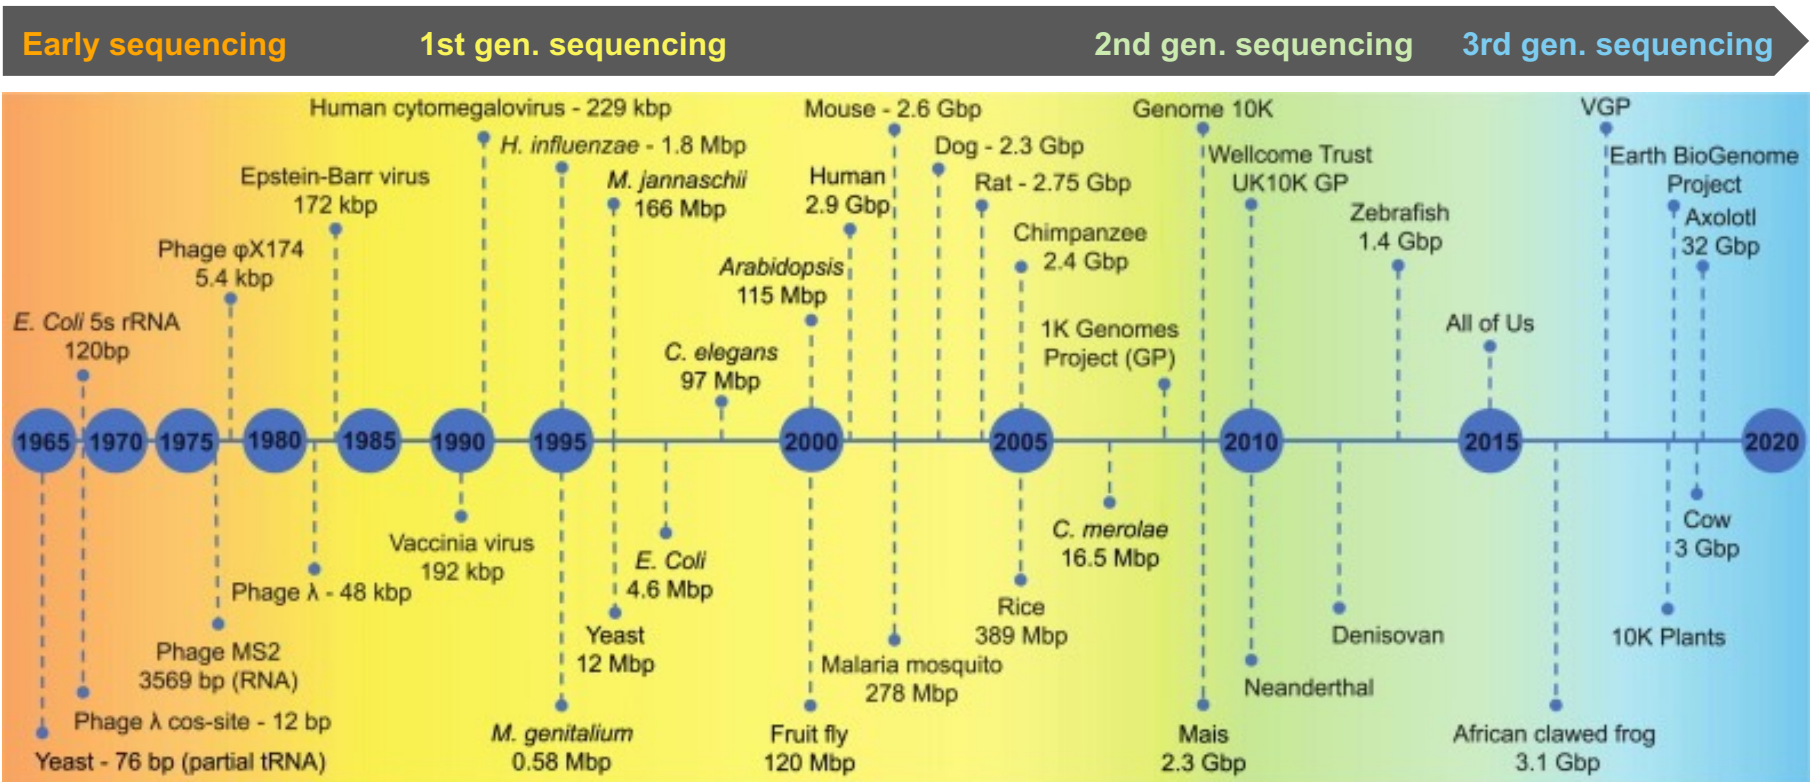 Early sequencing
1st gen. sequencing
2nd gen. sequencing
3rd gen. sequencing
Human cytomegalovirus - 229 kbp
Mouse - 2.6 Gbp
Genome 10K
VGP
H. influenzae - 1.8 Mbp
Dog - 2.3 Gbp
Wellcome Trust
UK10K GP
Earth BioGenome
Project
Epstein-Barr virus
172 kbp
M. jannaschii
166 Mbp
Human
2.9 Gbp
Rat - 2.75 Gbp
Zebrafish
1.4 Gbp
Axolotl
32 Gbp
Phage φX174
5.4 kbp
Arabidopsis
115 Mbp
Chimpanzee
2.4 Gbp
E. Coli 5s rRNA
120bp
C. elegans
97 Mbp
1K Genomes
Project (GP)
All of Us
1965
1970
1975
1980
1985
1990
1995
2000
2005
2010
2015
2020
Vaccinia virus
192 kbp
E. Coli
4.6 Mbp
C. merolae
16.5 Mbp
Cow
3 Gbp
Phage λ - 48 kbp
Yeast
12 Mbp
Rice
389 Mbp
Denisovan
10K Plants
Phage MS2
3569 bp (RNA)
Malaria mosquito
278 Mbp
Neanderthal
Phage λ cos-site - 12 bp
Yeast - 76 bp (partial tRNA)
M. genitalium
0.58 Mbp
Fruit fly
120 Mbp
Mais
2.3 Gbp
African clawed frog
3.1 Gbp